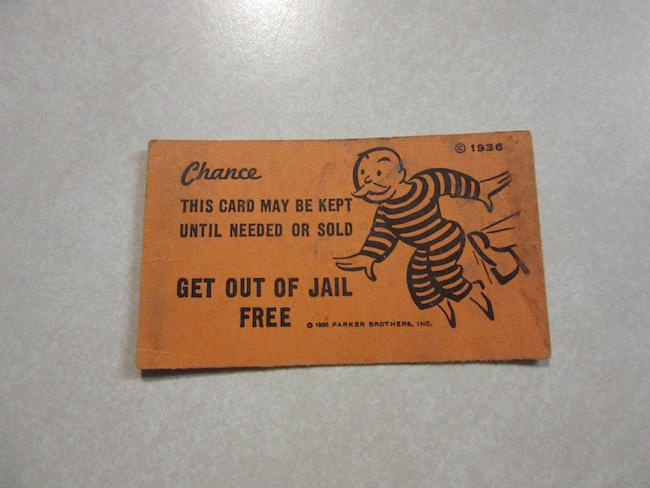 Chance
© 1936
THIS CARD MAY BE KEPT
UNTIL NEEDED OR SOLD
GET OUT OF JAIL
FREE
© 1936 PARKER BROTHERS, INC.